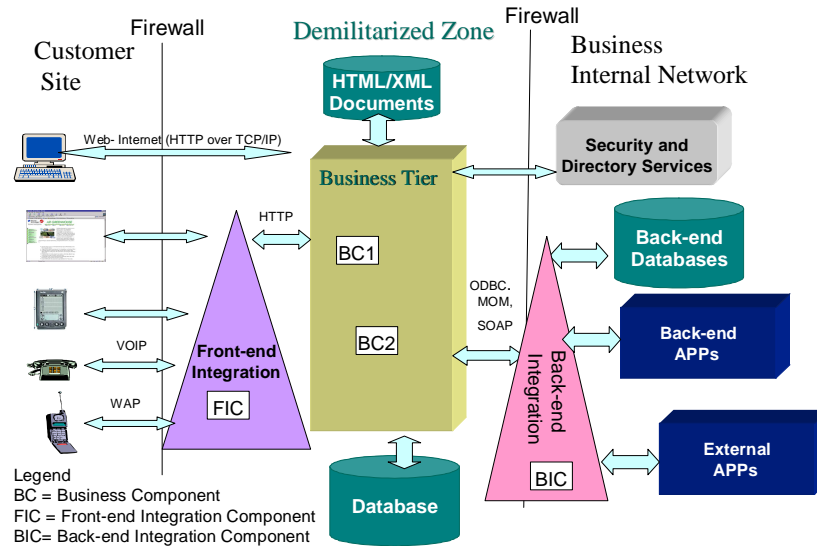 Firewall
Customer
Site
Demilitarized Zone
Firewall
Business
Internal Network
HTML/XML
Documents
Web- Internet (HTTP over TCP/IP)
Security and
Directory Services
Business Tier
HTTP
BC1
Back-end
Databases
ODBC.
MOM,
SOAP
BC2
Back-end
APPs
VOIP
Front-end
Integration
Back-end
Integration
WAP
FIC
External
APPs
BIC
Database
Legend
BC = Business Component
FIC = Front-end Integration Component
BIC= Back-end Integration Component